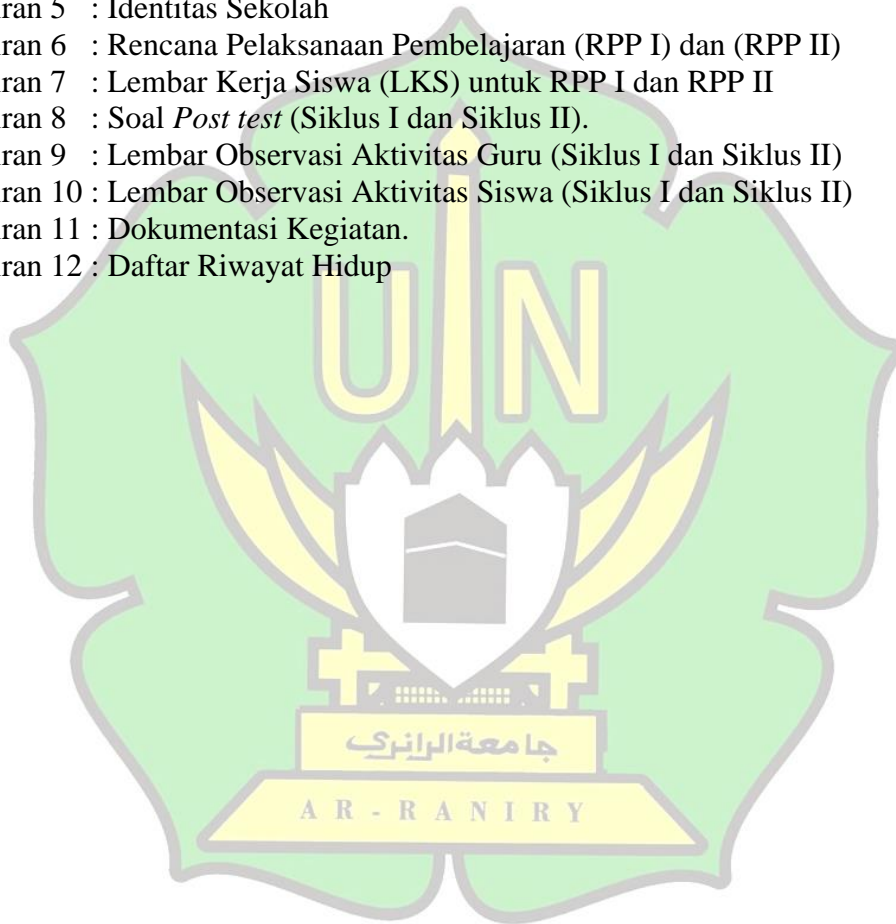 ran 5 : Identitas Sekolah
ran 6 : Rencana Pelaksanaan Pembelajaran (RPP I) dan (RPP II)
ran 7 : Lembar Kerja Siswa (LKS) untuk RPP I dan RPP II
ran 8 : Soal Post test (Siklus I dan Siklus II).
ran 9 : Lembar Observasi Aktivitas Guru (Siklus I dan Siklus II)
ran 10 : Lembar Observasi Aktivitas Siswa (Siklus I dan Siklus II)
ran 11 : Dokumentasi Kegiatan.
ran 12 : Daftar Riwayat Hidup
UIN
جامعة الرانري
AR-RANIRY